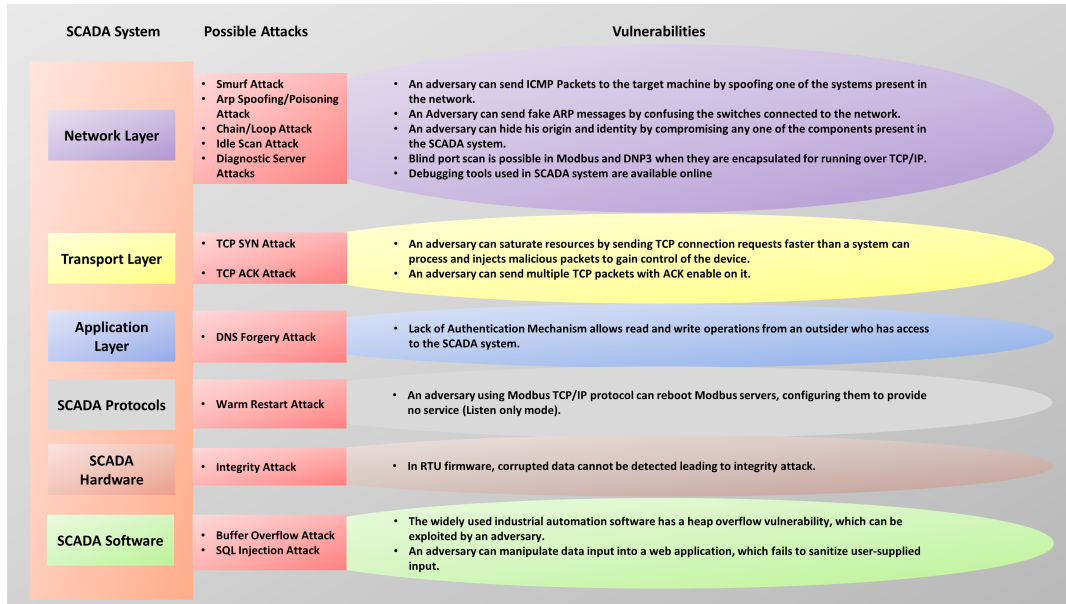 SCADA System
Possible Attacks
Vulnerabilities
Network Layer
• Smurf Attack
• Arp Spoofing/Poisoning
Attack
• Chain/Loop Attack
• Idle Scan Attack
• Diagnostic Server
Attacks
• An adversary can send ICMP Packets to the target machine by spoofing one of the systems present in
the network.
• An Adversary can send fake ARP messages by confusing the switches connected to the network.
• An adversary can hide his origin and identity by compromising any one of the components present in
the SCADA system.
• Blind port scan is possible in Modbus and DNP3 when they are encapsulated for running over TCP/IP.
• Debugging tools used in SCADA system are available online
Transport Layer
• TCP SYN Attack
• TCP ACK Attack
• An adversary can saturate resources by sending TCP connection requests faster than a system can
process and injects malicious packets to gain control of the device.
• An adversary can send multiple TCP packets with ACK enable on it.
Application
Layer
• DNS Forgery Attack
• Lack of Authentication Mechanism allows read and write operations from an outsider who has access
to the SCADA system.
SCADA Protocols
• Warm Restart Attack
• An adversary using Modbus TCP/IP protocol can reboot Modbus servers, configuring them to provide
no service (Listen only mode).
SCADA
Hardware
• Integrity Attack
• In RTU firmware, corrupted data cannot be detected leading to integrity attack.
SCADA Software
• Buffer Overflow Attack
• SQL Injection Attack
• The widely used industrial automation software has a heap overflow vulnerability, which can be
exploited by an adversary.
• An adversary can manipulate data input into a web application, which fails to sanitize user-supplied
input.